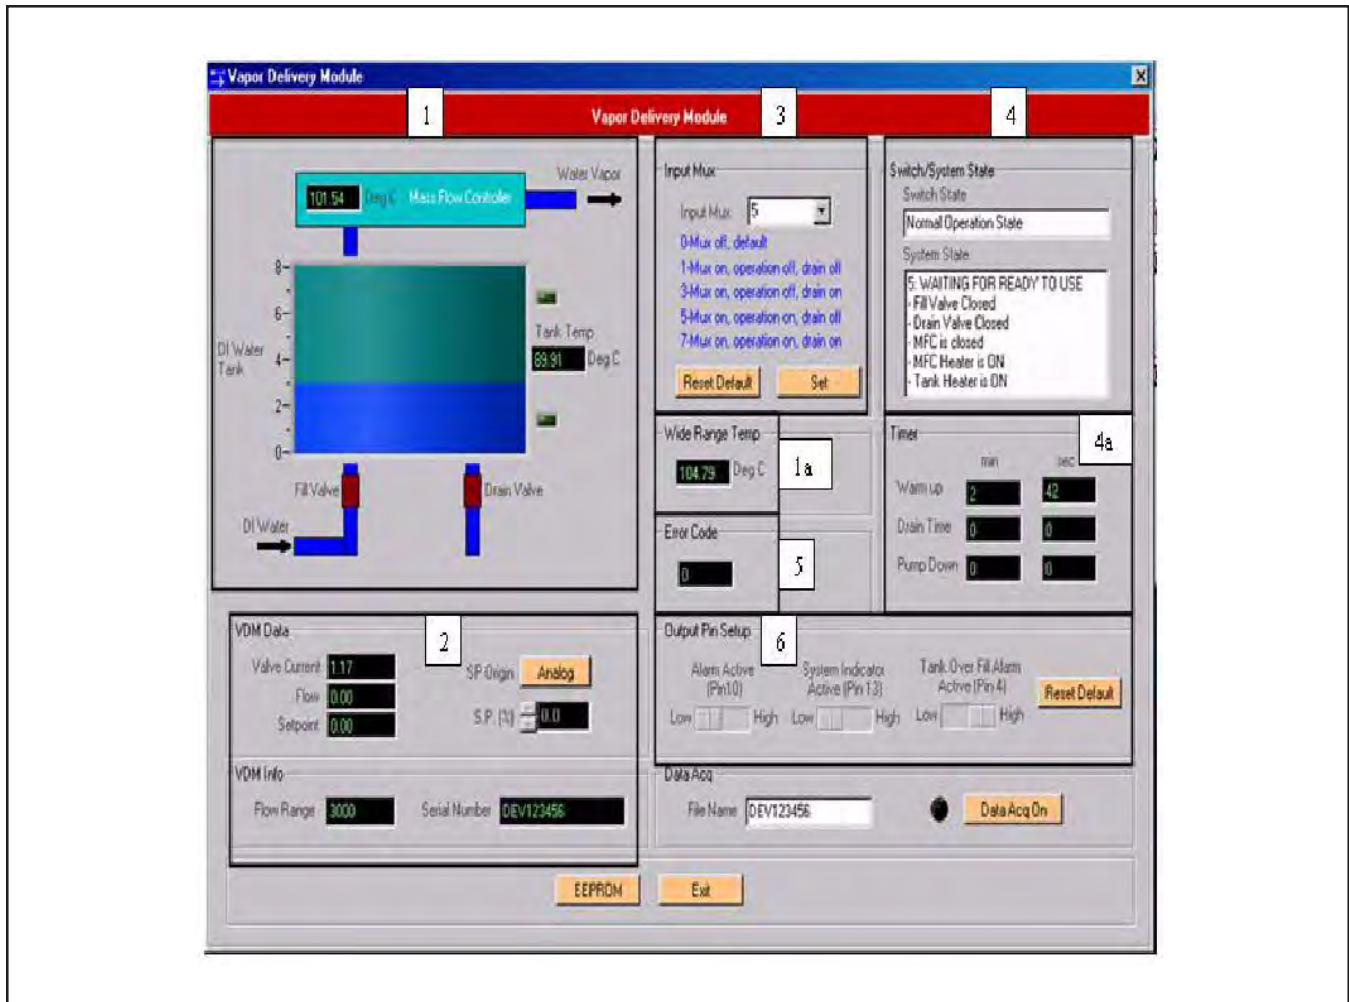 Vapor Delivery Module
Vapor Delivery Module
1
3
4
101.54 Deg C Mass Flow Controller
Water Vapor
8
6
4
2
0
DI Water
Tank
Tank Temp
89.91 Deg C
Fill Valve
Drain Valve
DI Water
Input Mux
Input Mux 5
0-Mux off, default
1-Mux on, operation off, drain off
3-Mux on, operation off, drain on
5-Mux on, operation on, drain off
7-Mux on, operation on, drain on
Reset Default Set
Switch/System State
Switch State
Normal Operation State
System State
5: WAITING FOR READY TO USE
- Fill Valve Closed
- Drain Valve Closed
- MFC is closed
- MFC Heater is ON
- Tank Heater is ON
Wide Range Temp
104.79 Deg C
1a
Error Code
0
5
Timer
4a
min sec
Warm up 2 42
Drain Time 0 0
Pump Down 0 0
VDM Data
2
Valve Current 1.17
Flow 0.00
Setpoint 0.00
SP Origin Analog
S.P. (%) 0.0
Output Pin Setup
6
Alarm Active
(Pin10)
Low High
System Indicator
Active (Pin 13)
Low High
Tank Over Fill Alarm
Active (Pin 4)
Low High
Reset Default
VDM Info
Flow Range 3000 Serial Number DEV123456
Data Acq
File Name DEV123456 Data Acq On
EEPROM Exit